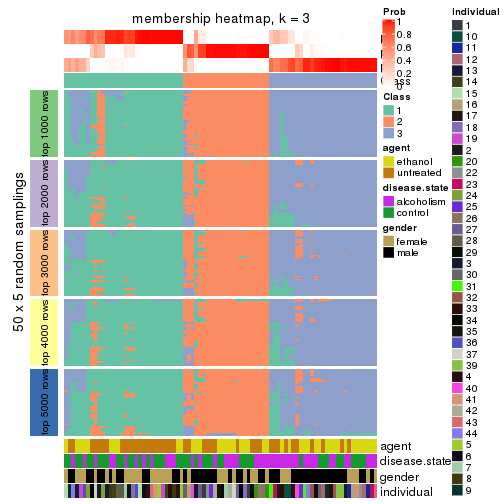 membership heatmap, k = 3
Prob
1
0.8
0.6
0.4
0.2
0
Class
1
2
3
agent
ethanol
untreated
disease.state
alcoholism
control
gender
female
black
individual
1
10
11
12
13
14
15
16
17
18
19
2
20
22
23
24
25
26
27
28
29
3
30
31
32
33
34
35
36
37
39
4
40
41
42
43
44
5
6
7
8
9
50 x 5 random samplings
top 1000 rows
top 2000 rows
top 3000 rows
top 4000 rows
top 5000 rows
agent
disease.state
gender
individual